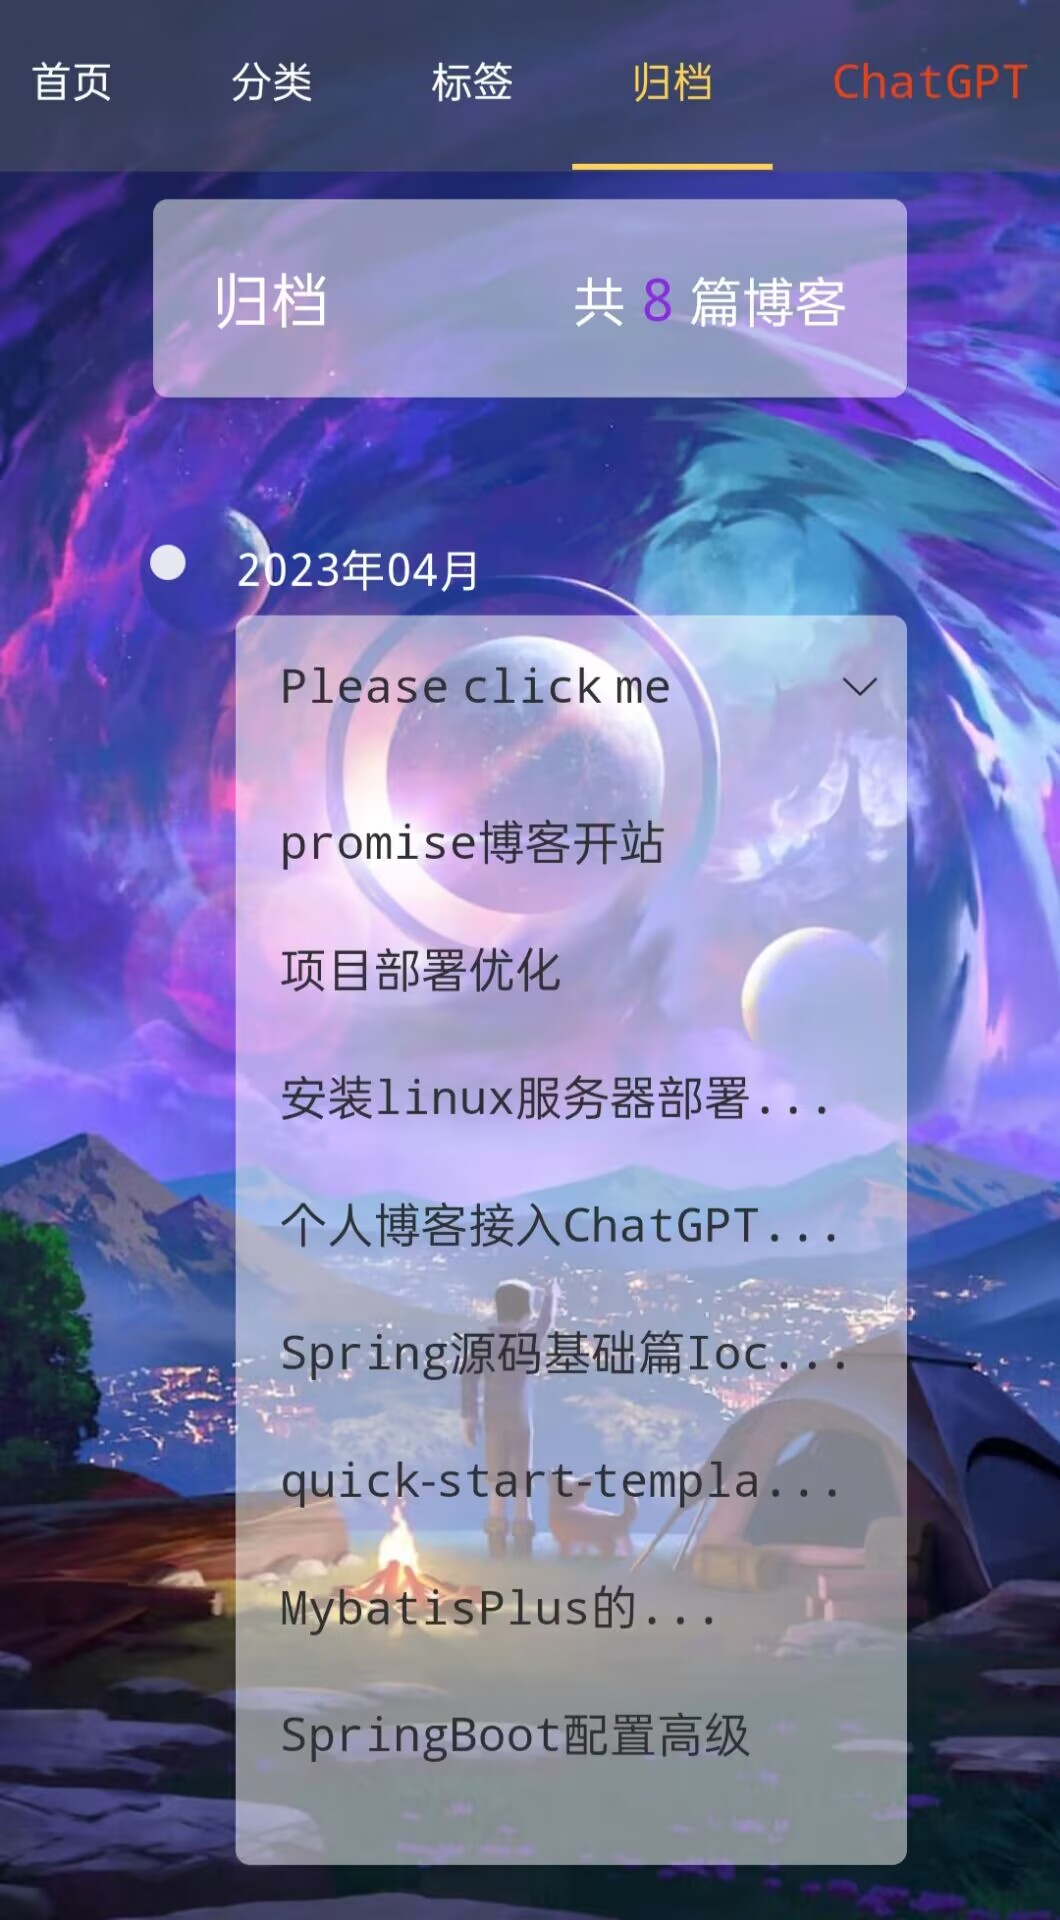 首页 分类 标签 归档 ChatGPT
归档 共 8 篇博客
2023年04月
Please click me
promise博客开站
项目部署优化
安装linux服务器部署...
个人博客接入ChatGPT...
Spring源码基础篇Ioc...
quick-start-templa...
MybatisPlus的...
SpringBoot配置高级